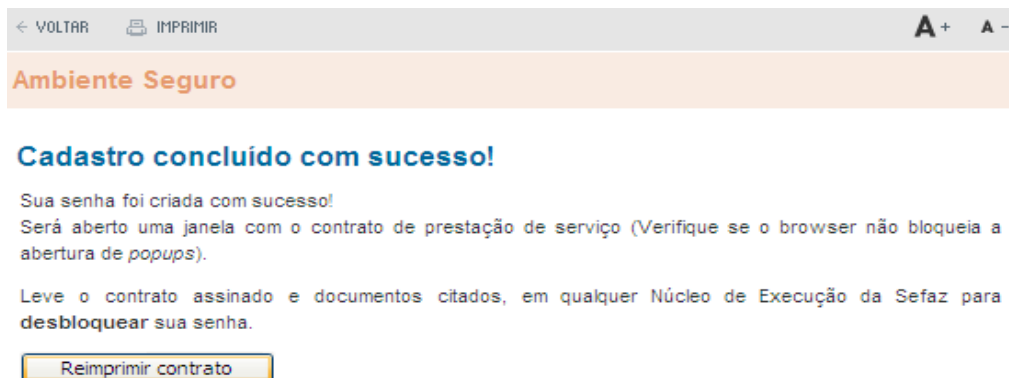 ← VOLTAR IMPRIMIR A + A -
Ambiente Seguro
Cadastro concluído com sucesso!
Sua senha foi criada com sucesso!
Será aberto uma janela com o contrato de prestação de serviço (Verifique se o browser não bloqueia a
abertura de popups).
Leve o contrato assinado e documentos citados, em qualquer Núcleo de Execução da Sefaz para
desbloquear sua senha.
Reimprimir contrato